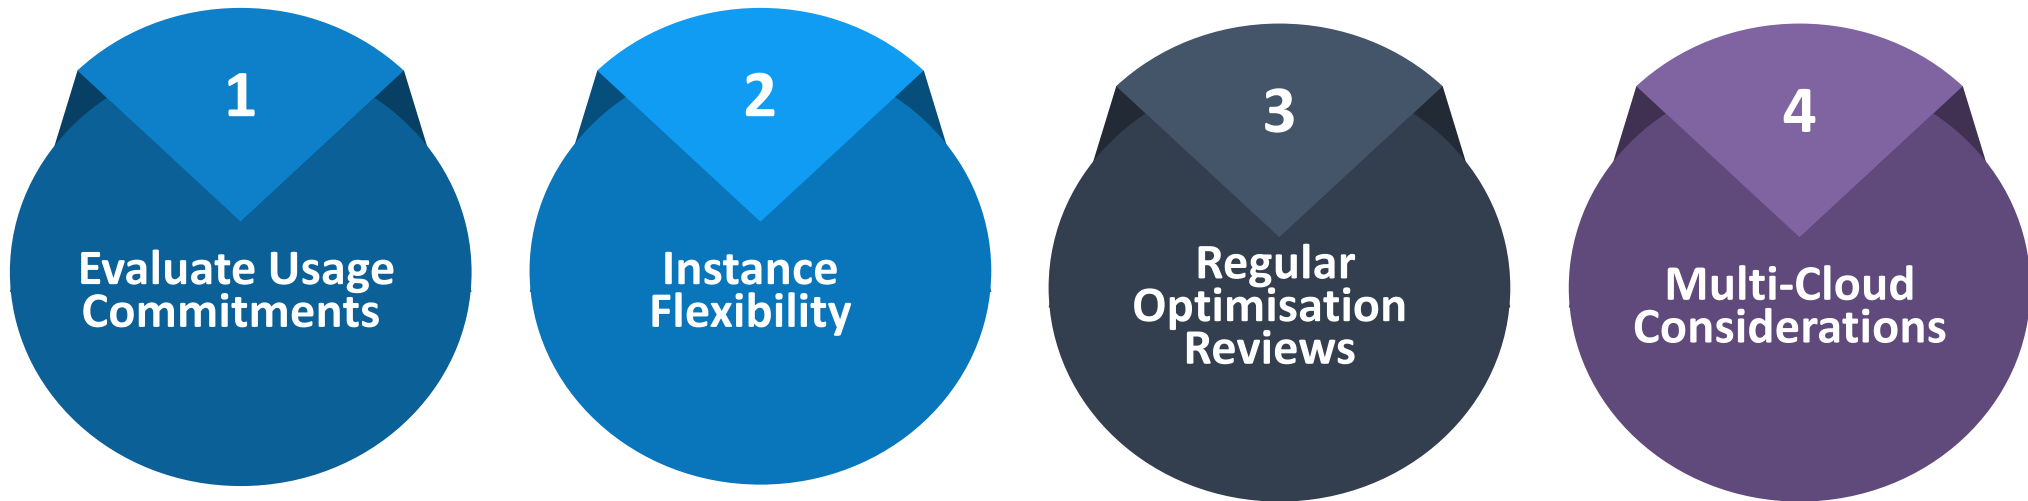 1
Evaluate Usage
Commitments
2
Instance
Flexibility
3
Regular
Optimisation
Reviews
4
Multi-Cloud
Considerations